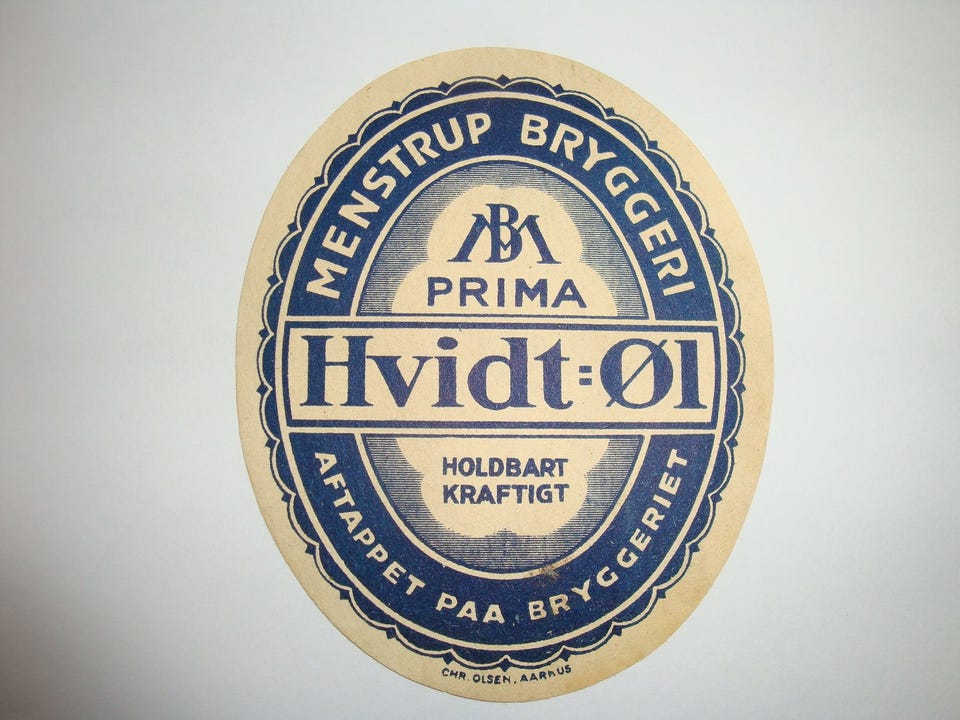 MENSTRUP BRYGGERI
MB
PRIMA
Hvidt=Øl
HOLDBART
KRAFTIGT
AFTAPPET PAA BRYGGERIET
CHR. OLSEN, AARHUS